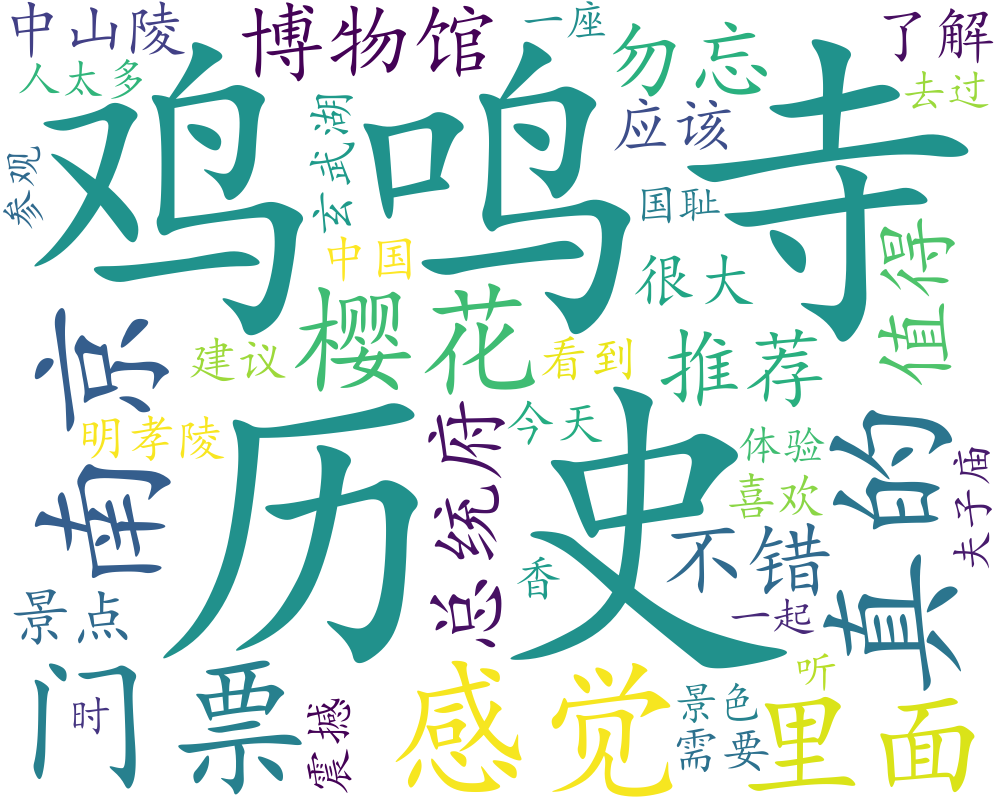 中山陵
博物馆
一座
勿忘
了解
人太多
去过
鸡鸣寺
玄武湖
应该
参观
国耻
中国
很大
值得
南京
建议
樱花
看到
推荐
明孝陵
历史
总统府
今天
体验
喜欢
真的
夫子庙
不错
香
一起
景点
门票
时
震撼
感觉
听
景色
需要
里面